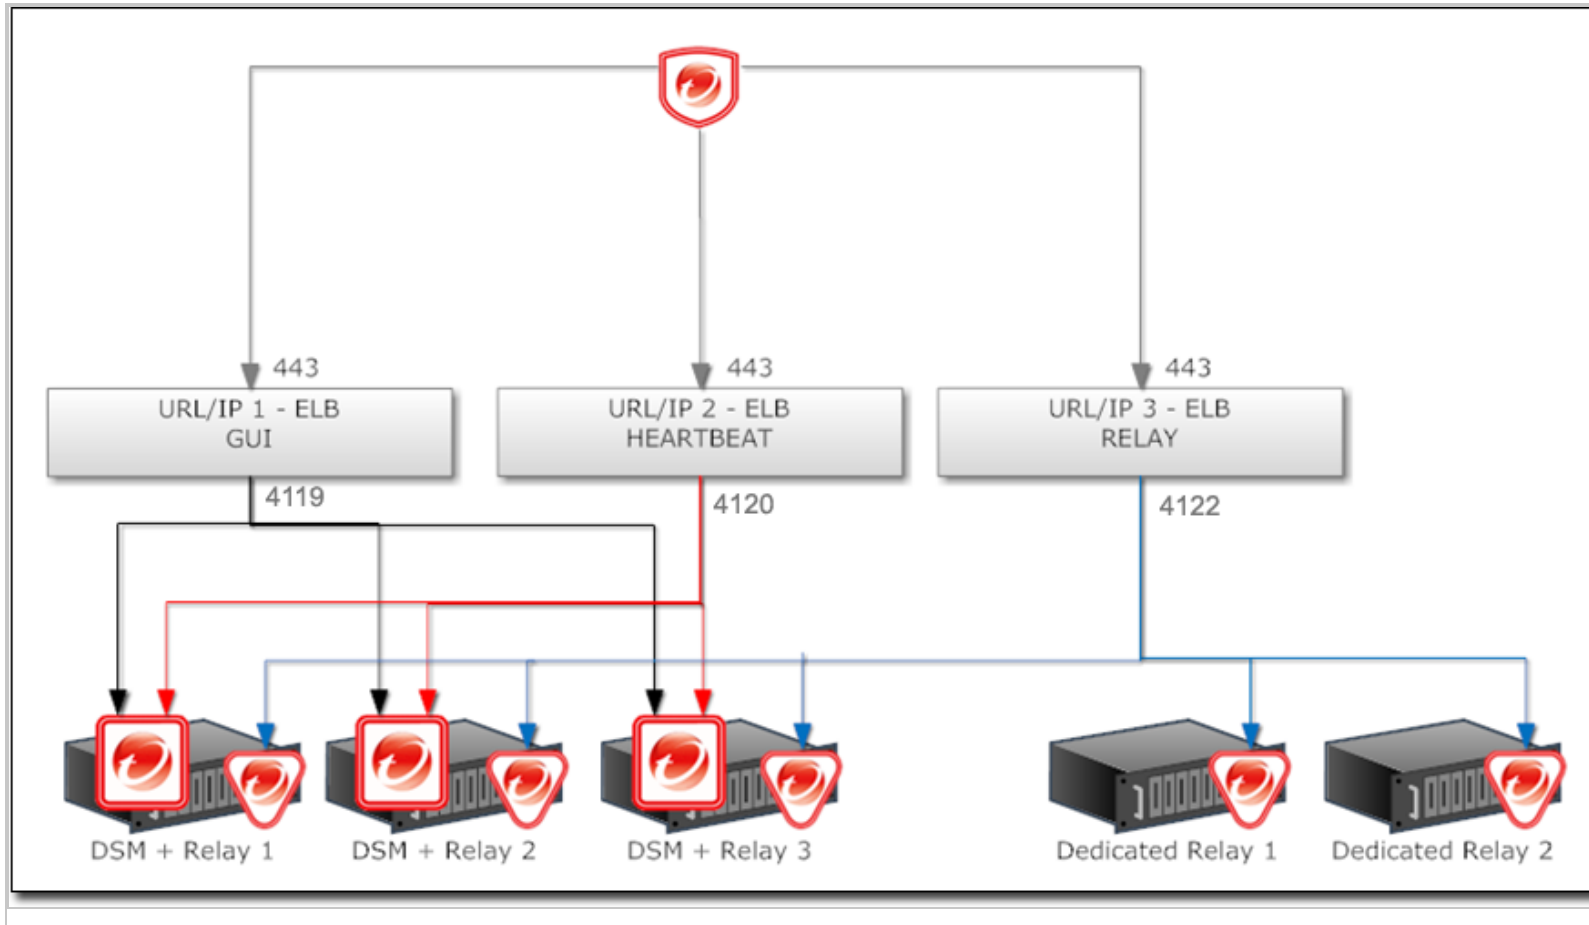 443
443
443
URL/IP 1 - ELB
GUI
URL/IP 2 - ELB
HEARTBEAT
URL/IP 3 - ELB
RELAY
4119
4120
4122
DSM + Relay 1
DSM + Relay 2
DSM + Relay 3
Dedicated Relay 1
Dedicated Relay 2